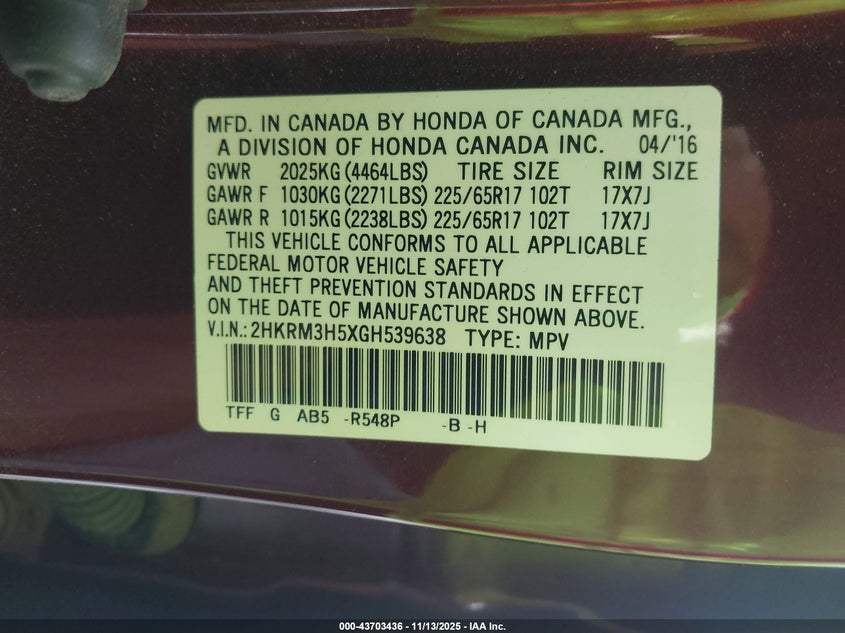 MFD. IN CANADA BY HONDA OF CANADA MFG.,
A DIVISION OF HONDA CANADA INC. 04/'16
GVWR 2025KG (4464LBS) TIRE SIZE RIM SIZE
GAWR F 1030KG (2271LBS) 225/65R17 102T 17X7J
GAWR R 1015KG (2238LBS) 225/65R17 102T 17X7J
THIS VEHICLE CONFORMS TO ALL APPLICABLE
FEDERAL MOTOR VEHICLE SAFETY
AND THEFT PREVENTION STANDARDS IN EFFECT
ON THE DATE OF MANUFACTURE SHOWN ABOVE.
V.I.N.: 2HKRM3H5XGH539638 TYPE: MPV
TFF G AB5 -R548P -B -H
000-43703436 - 11/13/2025 - IAA Inc.